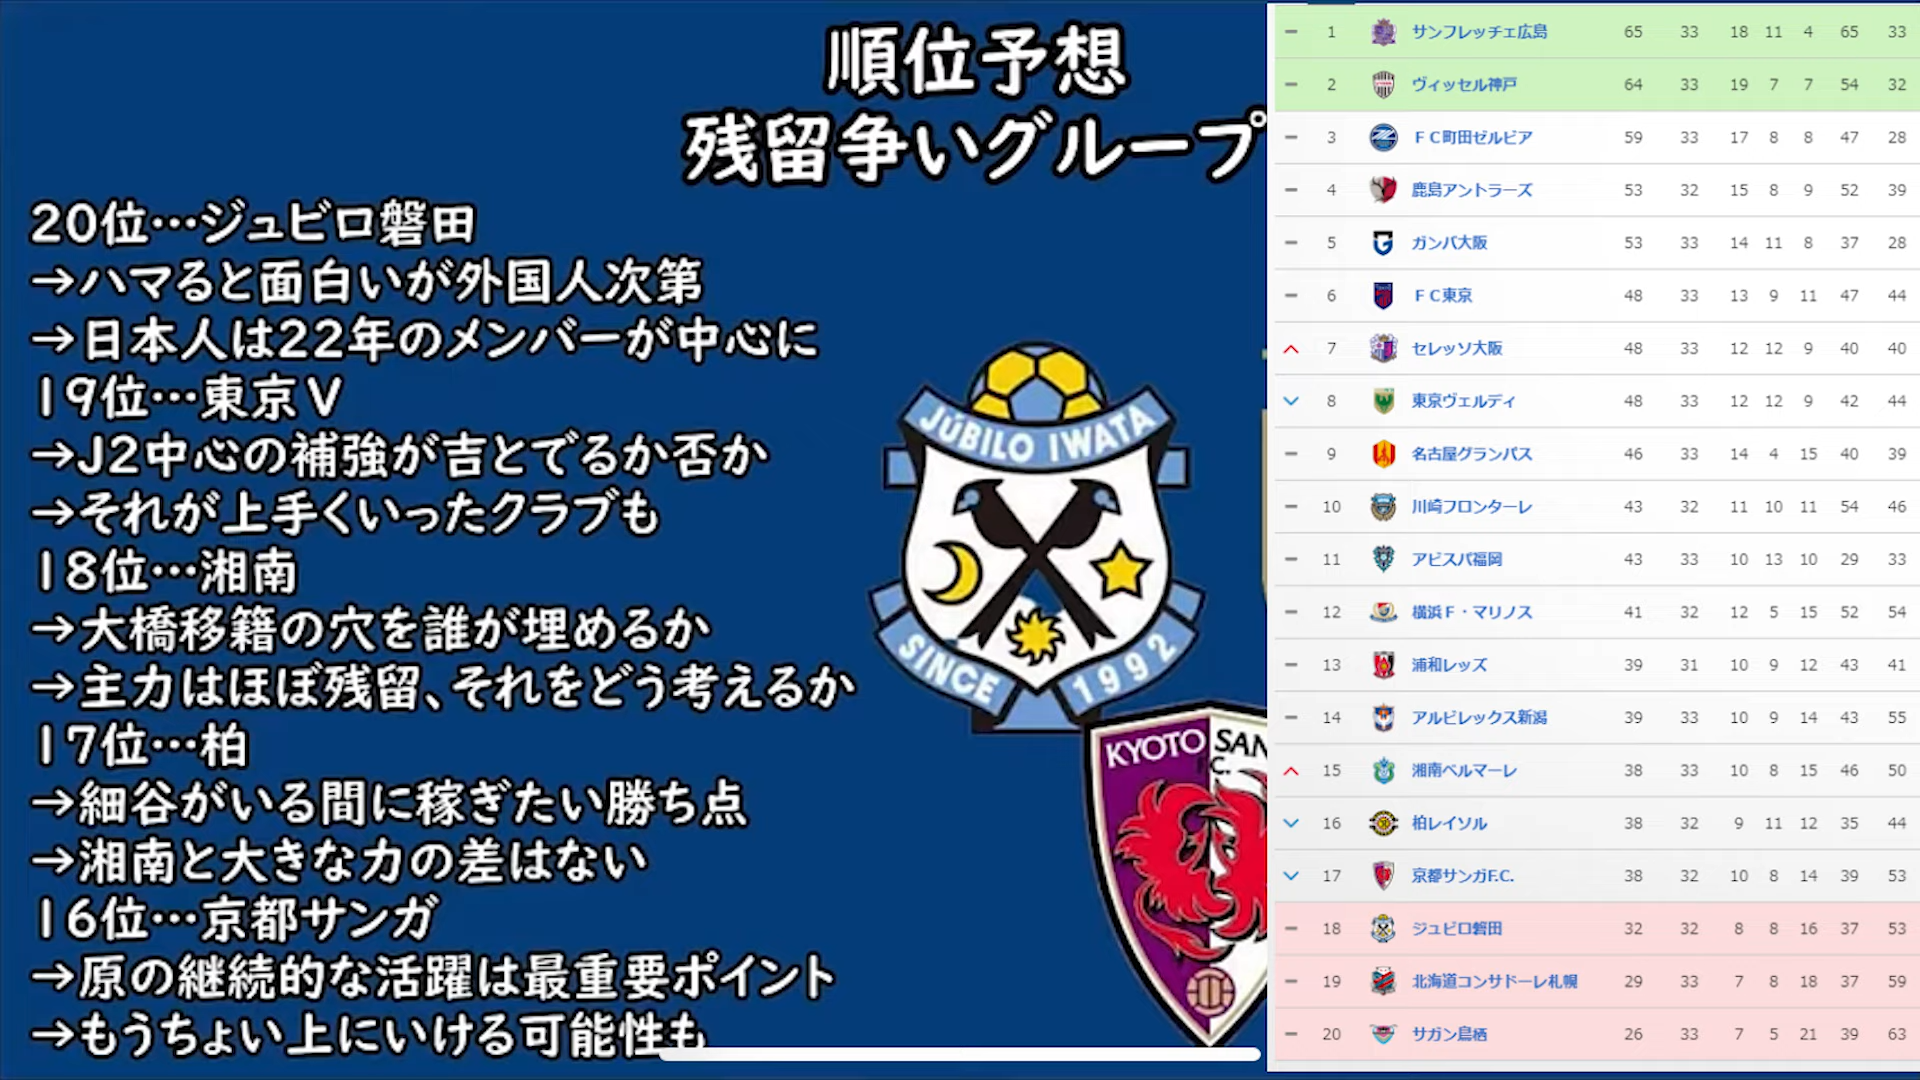 順位予想
残留争いグループ
20位…ジュビロ磐田
→ハマると面白いが外国人次第
→日本人は22年のメンバーが中心に
19位…東京V
→J2中心の補強が吉とでるか否か
→それが上手くいったクラブも
18位…湘南
→大橋移籍の穴を誰が埋めるか
→主力はほぼ残留、それをどう考えるか
17位…柏
→細谷がいる間に稼ぎたい勝ち点
→湘南と大きな力の差はない
16位…京都サンガ
→原の継続的な活躍は最重要ポイント
→もうちょい上にいける可能性も
JÚBILO IWATA
SINCE 1992
KYOTO SAN
F.C.
1 サンフレッチェ広島 65 33 18 11 4 65 33
2 ヴィッセル神戸 64 33 19 7 7 54 32
3 ＦＣ町田ゼルビア 59 33 17 8 8 47 28
4 鹿島アントラーズ 53 32 15 8 9 52 39
5 ガンバ大阪 53 33 14 11 8 37 28
6 ＦＣ東京 48 33 13 9 11 47 44
7 セレッソ大阪 48 33 12 12 9 40 40
8 東京ヴェルディ 48 33 12 12 9 42 44
9 名古屋グランパス 46 33 14 4 15 40 39
10 川崎フロンターレ 43 32 11 10 11 54 46
11 アビスパ福岡 43 33 10 13 10 29 33
12 横浜Ｆ・マリノス 41 32 12 5 15 52 54
13 浦和レッズ 39 31 10 9 12 43 41
14 アルビレックス新潟 39 33 10 9 14 43 55
15 湘南ベルマーレ 38 33 10 8 15 46 50
16 柏レイソル 38 32 9 11 12 35 44
17 京都サンガF.C. 38 32 10 8 14 39 53
18 ジュビロ磐田 32 32 8 8 16 37 53
19 北海道コンサドーレ札幌 29 33 7 8 18 37 59
20 サガン鳥栖 26 33 7 5 21 39 63